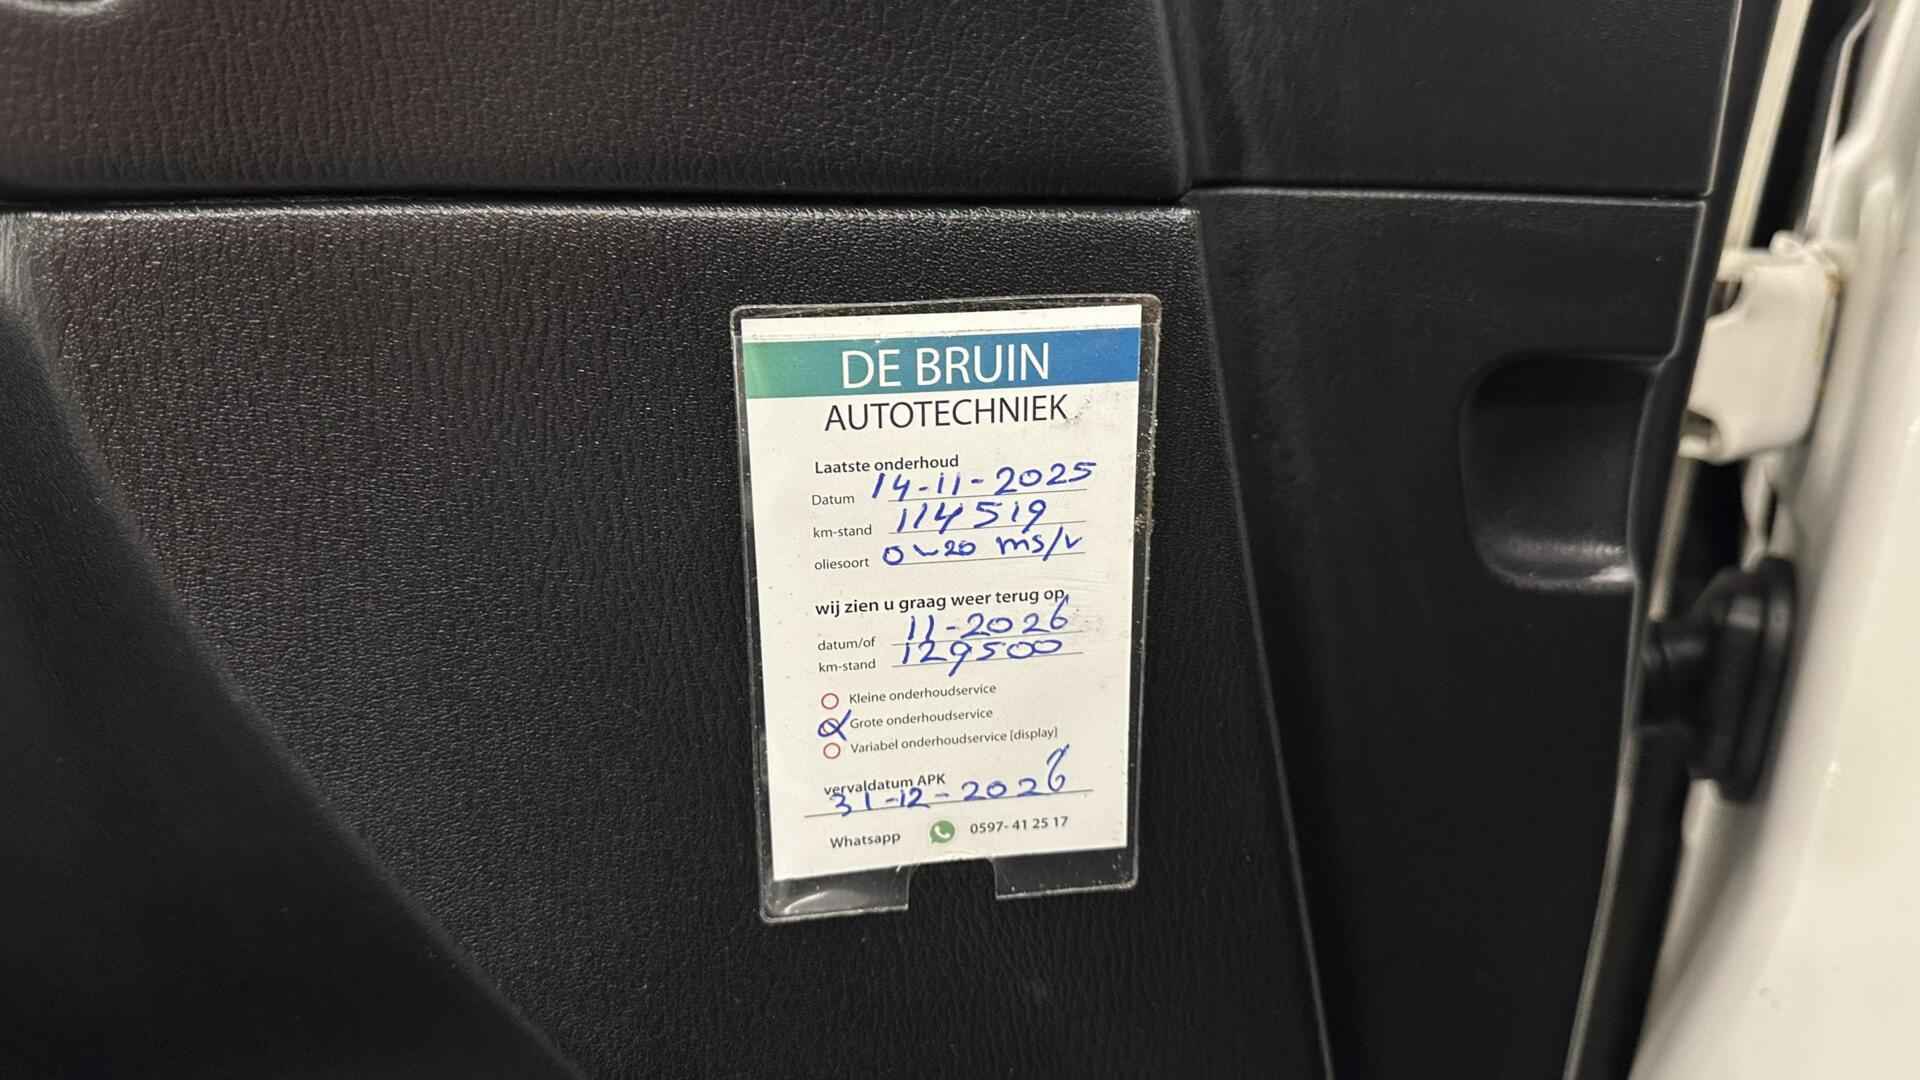 DE BRUIN
AUTOTECHNIEK
Laatste onderhoud
Datum 14-11-2025
km-stand 114519
oliesoort 0w20 ms/v
wij zien u graag weer terug op
datum/of 11-2026
km-stand 129500
Kleine onderhoudservice
Grote onderhoudservice
Variabel onderhoudservice [display]
vervaldatum APK
31-12-2026
Whatsapp 0597- 41 25 17